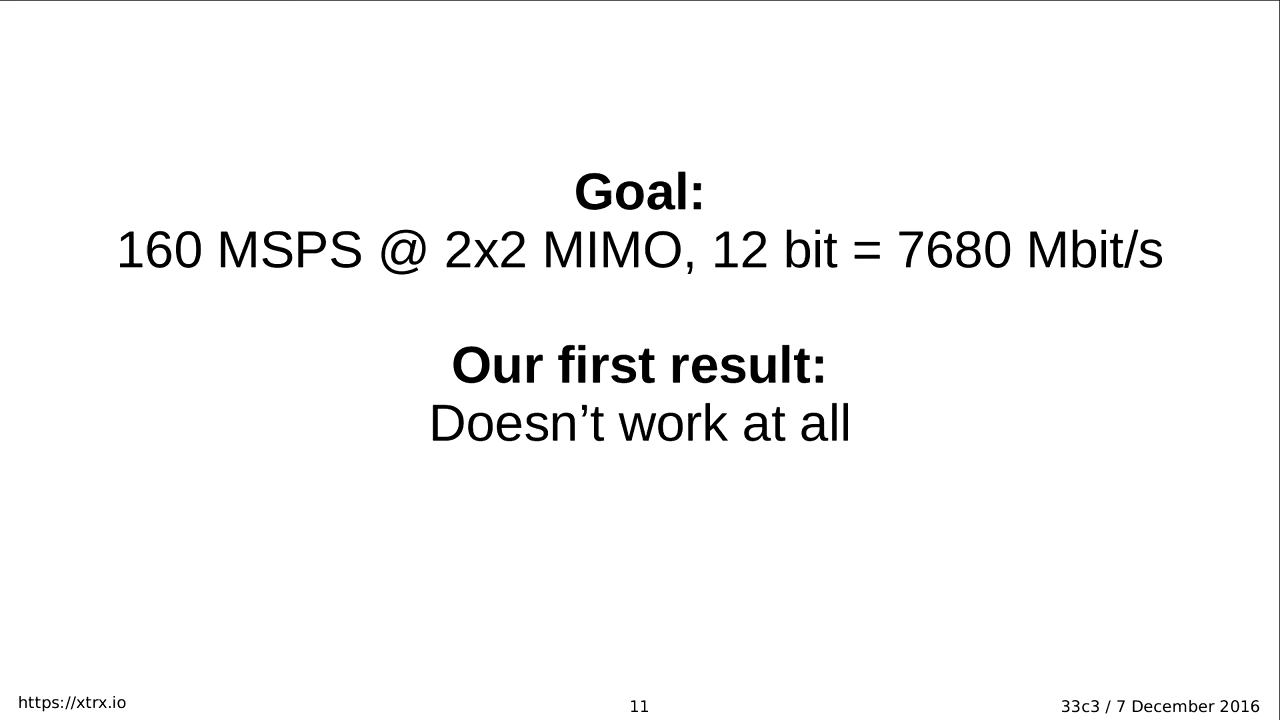 Goal:
160 MSPS @ 2x2 MIMO, 12 bit = 7680 Mbit/s
Our first result:
Doesn’t work at all
https://xtrx.io
11
33c3 / 7 December 2016